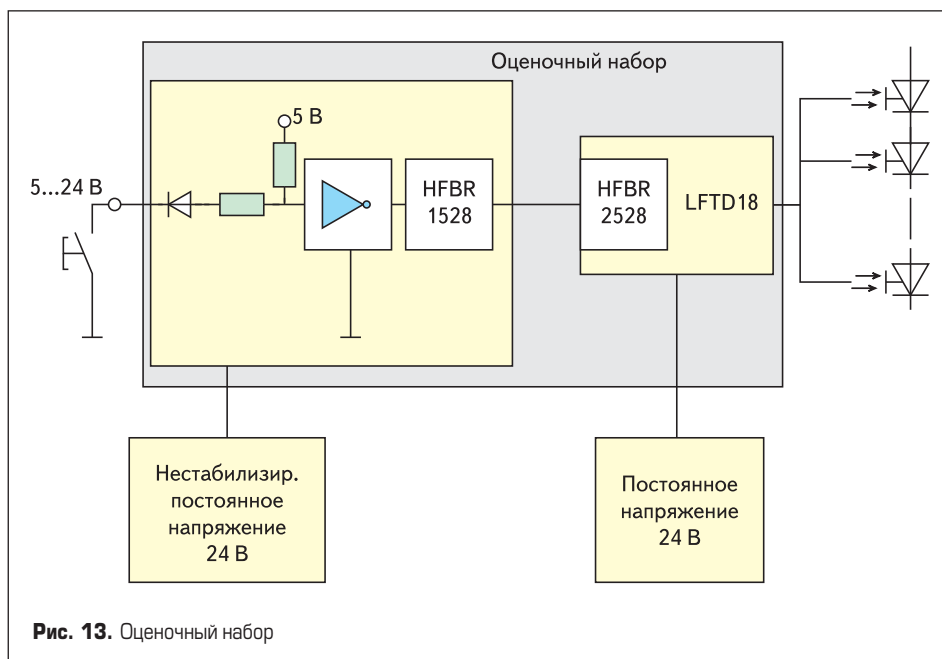 Оценочный набор
5 В
5...24 В
HFBR
1528
HFBR
2528
LFTD18
Нестабилизир.
постоянное
напряжение
24 В
Постоянное
напряжение
24 В
Рис. 13. Оценочный набор